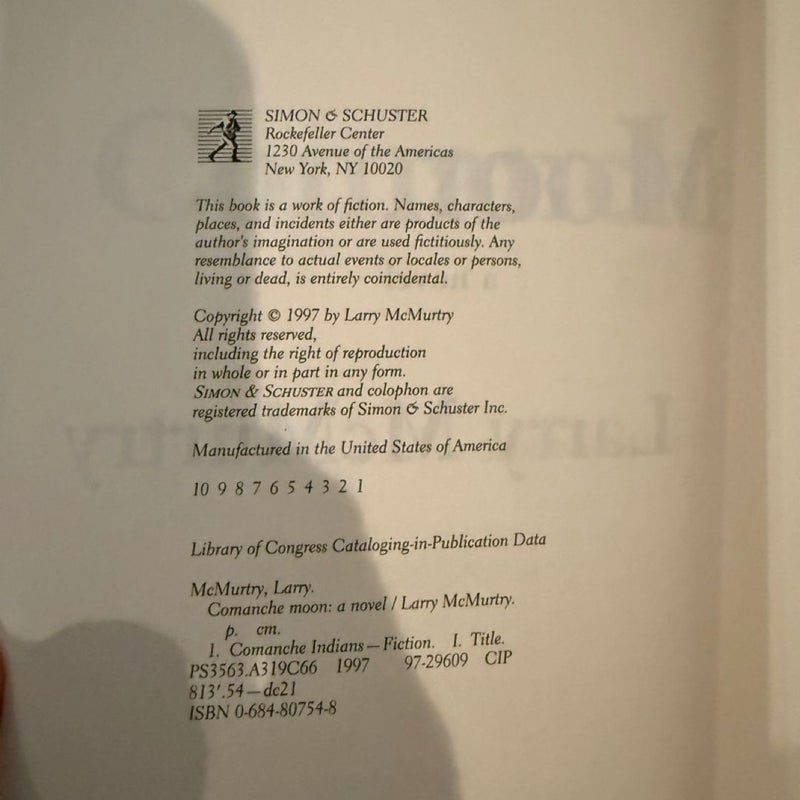 SIMON & SCHUSTER
Rockefeller Center
1230 Avenue of the Americas
New York, NY 10020
This book is a work of fiction. Names, characters,
places, and incidents either are products of the
author's imagination or are used fictitiously. Any
resemblance to actual events or locales or persons,
living or dead, is entirely coincidental.
Copyright © 1997 by Larry McMurtry
All rights reserved,
including the right of reproduction
in whole or in part in any form.
SIMON & SCHUSTER and colophon are
registered trademarks of Simon & Schuster Inc.
Manufactured in the United States of America
10 9 8 7 6 5 4 3 2 1
Library of Congress Cataloging-in-Publication Data
McMurtry, Larry.
Comanche moon: a novel / Larry McMurtry.
p. cm.
1. Comanche Indians—Fiction. I. Title.
PS3563.A319C66 1997 97-29609 CIP
813'.54—dc21
ISBN 0-684-80754-8